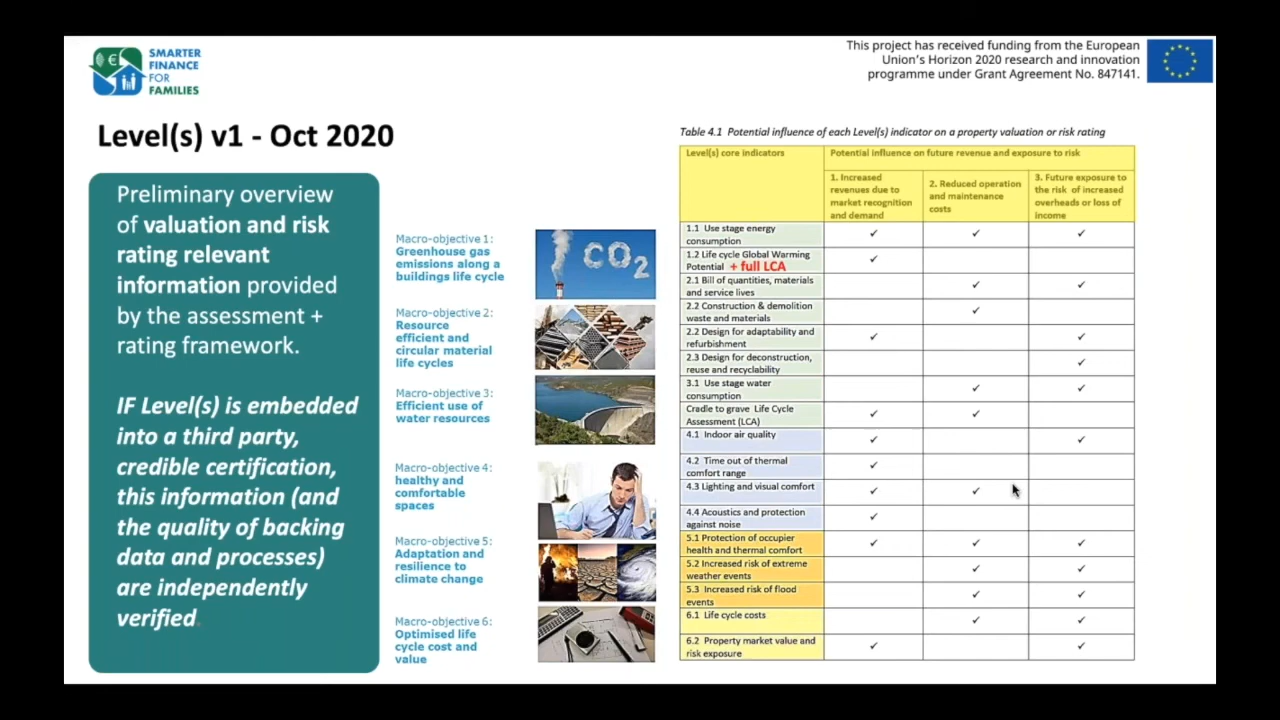 SMARTER
FINANCE
FOR
FAMILIES
This project has received funding from the European
Union's Horizon 2020 research and innovation
programme under Grant Agreement No. 847141.
Level(s) v1 - Oct 2020
Preliminary overview
of valuation and risk
rating relevant
information provided
by the assessment +
rating framework.
IF Level(s) is embedded
into a third party,
credible certification,
this information (and
the quality of backing
data and processes)
are independently
verified.
Macro-objective 1:
Greenhouse gas
emissions along a
buildings life cycle
CO2
Macro-objective 2:
Resource
efficient and
circular material
life cycles
Macro-objective 3:
Efficient use of
water resources
Macro-objective 4:
healthy and
comfortable
spaces
Macro-objective 5:
Adaptation and
resilience to
climate change
Macro-objective 6:
Optimised life
cycle cost and
value
Table 4.1 Potential influence of each Level(s) indicator on a property valuation or risk rating
Level(s) core indicators
Potential influence on future revenue and exposure to risk
1. Increased
revenues due to
market recognition
and demand
2. Reduced operation
and maintenance
costs
3. Future exposure to
the risk of increased
overheads or loss of
income
1.1 Use stage energy
consumption
✓ ✓ ✓
1.2 Life cycle Global Warming
Potential + full LCA
✓
2.1 Bill of quantities, materials
and service lives
✓ ✓
2.2 Construction & demolition
waste and materials
✓
2.2 Design for adaptability and
refurbishment
✓ ✓
2.3 Design for deconstruction,
reuse and recyclability
✓
3.1 Use stage water
consumption
✓ ✓
Cradle to grave Life Cycle
Assessment (LCA)
✓ ✓
4.1 Indoor air quality
✓ ✓
4.2 Time out of thermal
comfort range
✓
4.3 Lighting and visual comfort
✓ ✓
4.4 Acoustics and protection
against noise
✓
5.1 Protection of occupier
health and thermal comfort
✓ ✓ ✓
5.2 Increased risk of extreme
weather events
✓ ✓
5.3 Increased risk of flood
events
✓ ✓
6.1 Life cycle costs
✓ ✓
6.2 Property market value and
risk exposure
✓ ✓